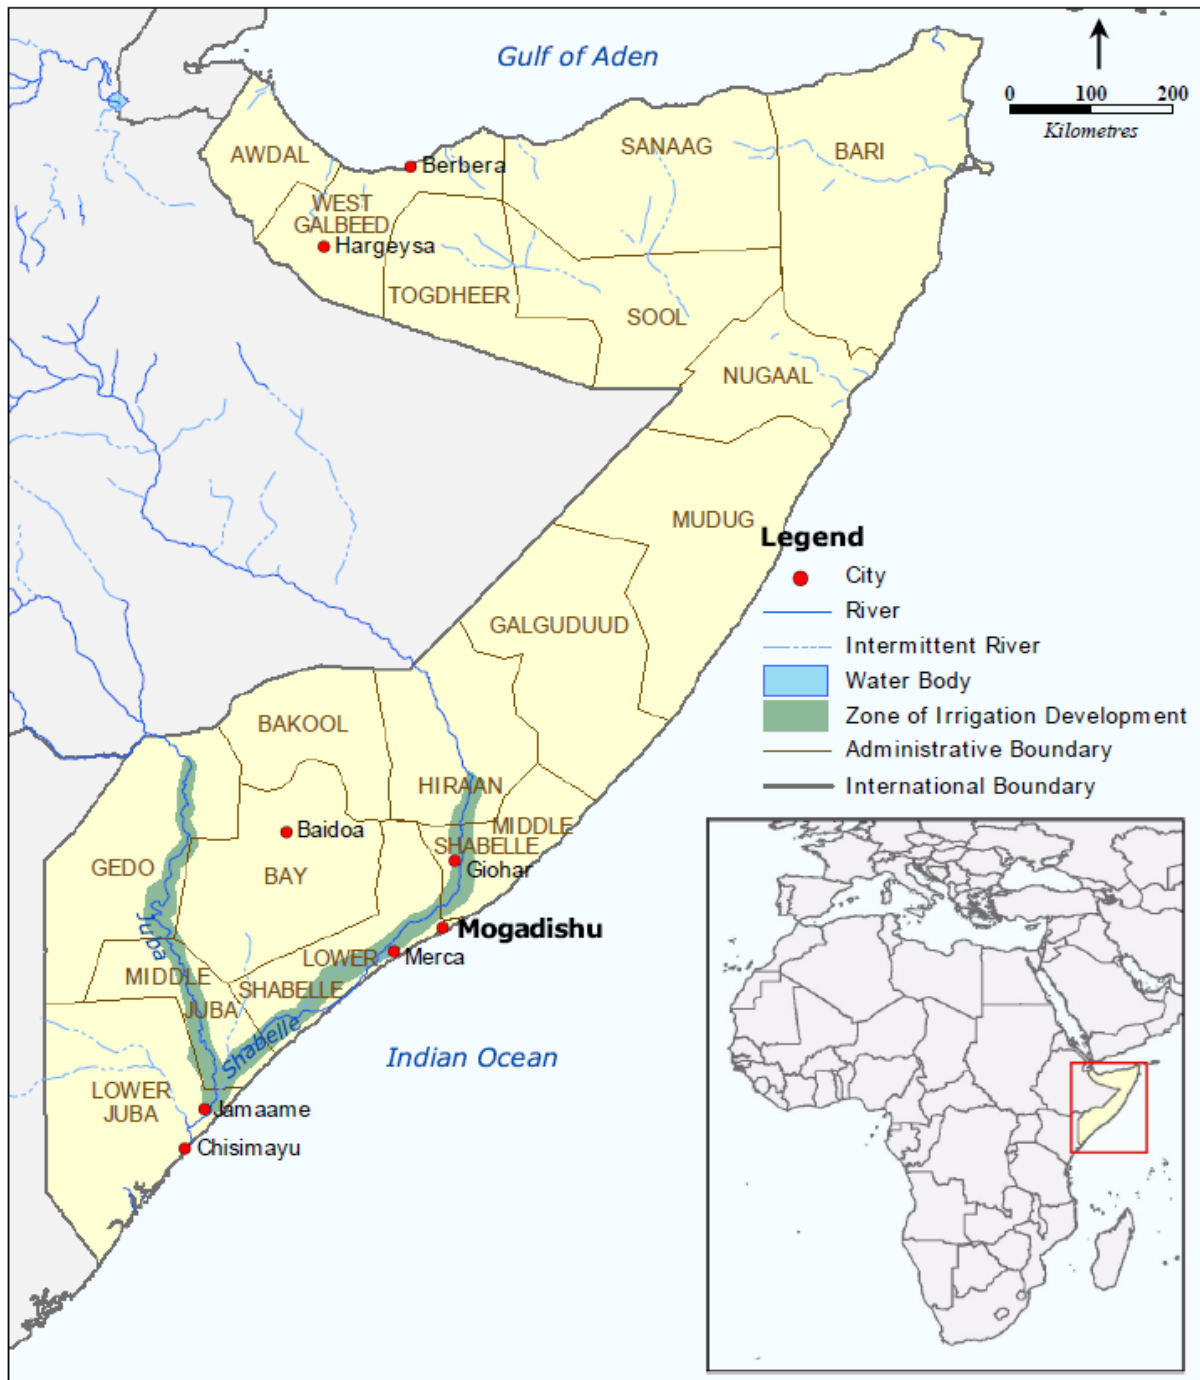 Gulf of Aden
0 100 200
Kilometres
AWDAL
Berbera
SANAAG
BARI
WEST
GALBEED
Hargeysa
TOGDHEER
SOOL
NUGAAL
MUDUG
Legend
City
River
Intermittent River
Water Body
Zone of Irrigation Development
Administrative Boundary
International Boundary
GALGUDUUD
BAKOOL
HIRAAN
MIDDLE
SHABELLE
Baidoa
Giohar
GEDO
BAY
Juba
Mogadishu
LOWER
SHABELLE
Merca
MIDDLE
JUBA
Shabelle
Indian Ocean
LOWER
JUBA
Jamaame
Chisimayu